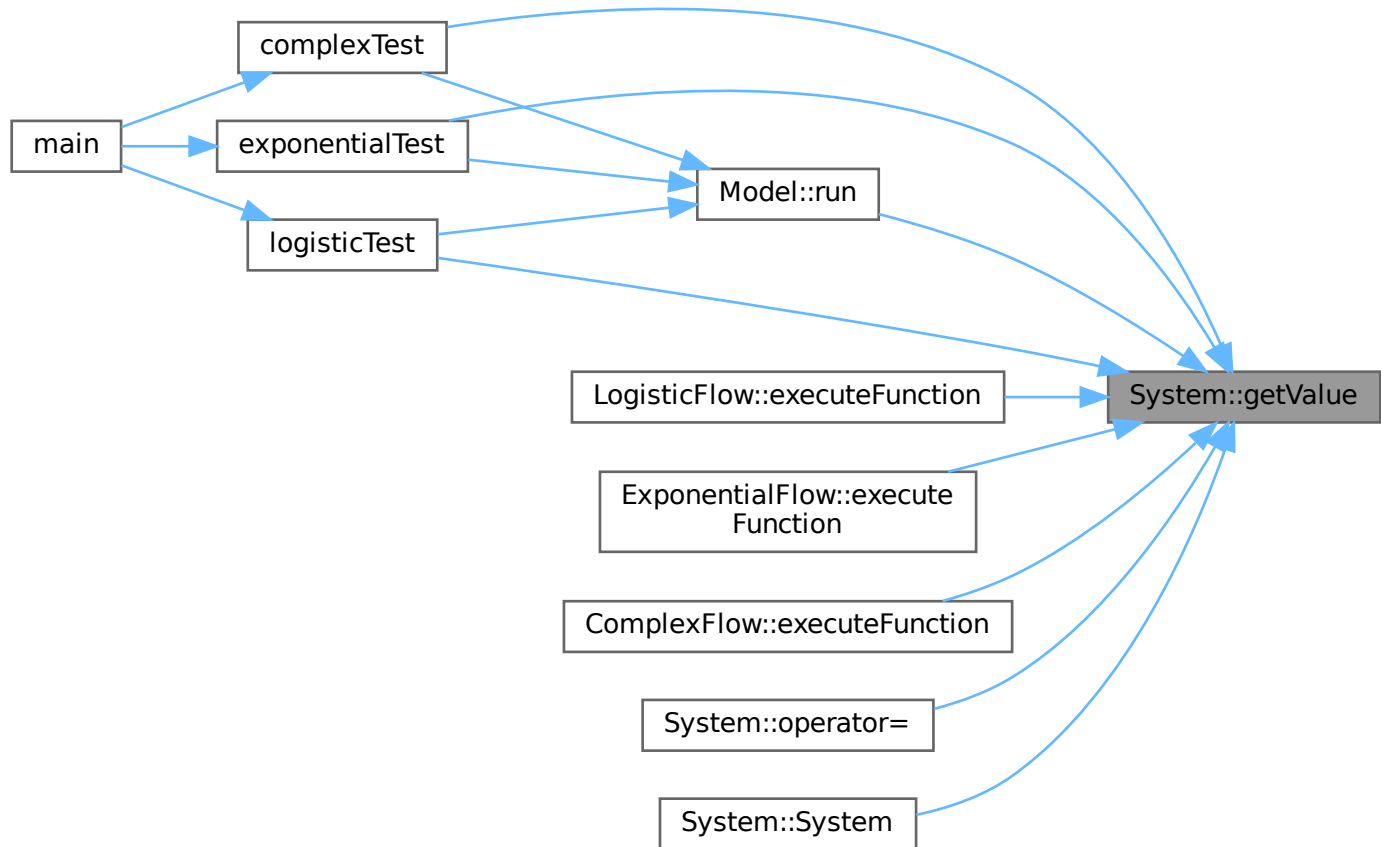 complexTest
main
exponentialTest
Model::run
logisticTest
LogisticFlow::executeFunction
System::getValue
ExponentialFlow::execute
Function
ComplexFlow::executeFunction
System::operator=
System::System